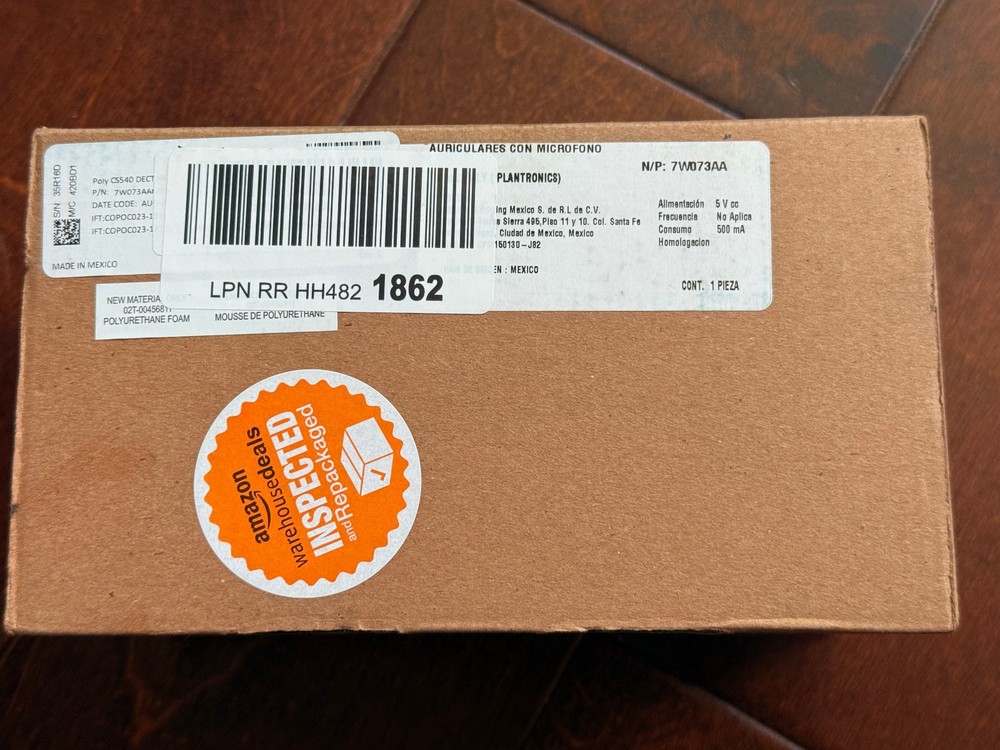 S/N 35R16D
M/C 420BD1
Poly CS540 DECT
P/N: 7W073AA
DATE CODE: AU
IFT:COPOC023-1
IFT:COPOC023-1
MADE IN MEXICO
LPN RR HH482 1862
AURICULARES CON MICROFONO
N/P: 7W073AA
PLANTRONICS)
ing Mexico S. de R.L de C.V.
Sierra 495,Piso 11 y 10. Col. Santa Fe
Ciudad de Mexico, Mexico
150130-J82
: MEXICO
Alimentación 5 V cc
Frecuencia No Aplica
Consumo 500 mA
Homologacion
CONT. 1 PIEZA
NEW MATERIA
02T-0045681
POLYURETHANE FOAM MOUSSE DE POLYURETHANE
amazon
warehousedeals
INSPECTED
and Repackaged